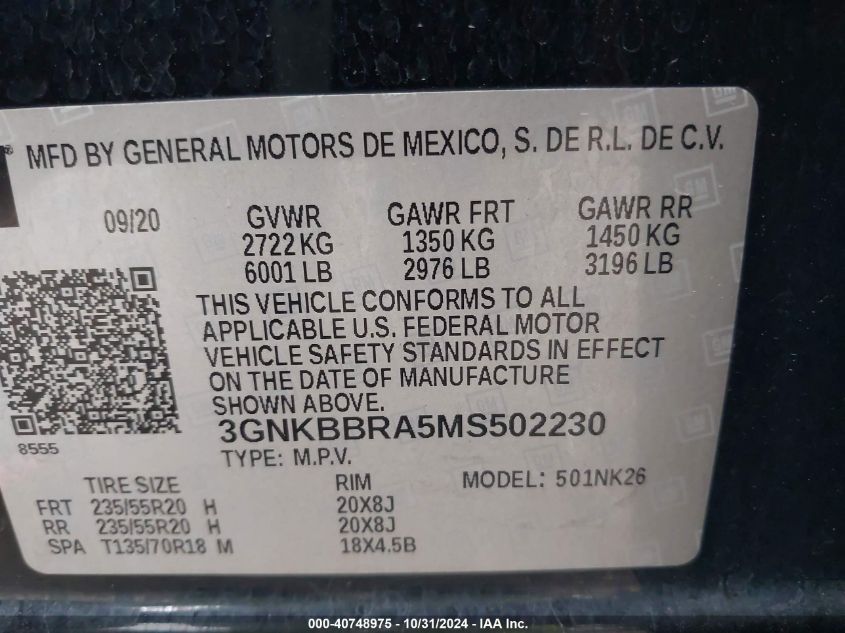 MFD BY GENERAL MOTORS DE MEXICO, S. DE R.L. DE C.V.
09/20 GVWR GAWR FRT GAWR RR
2722 KG 1350 KG 1450 KG
6001 LB 2976 LB 3196 LB
THIS VEHICLE CONFORMS TO ALL
APPLICABLE U.S. FEDERAL MOTOR
VEHICLE SAFETY STANDARDS IN EFFECT
ON THE DATE OF MANUFACTURE
SHOWN ABOVE.
8555
3GNKBBRA5MS502230
TYPE: M.P.V.
TIRE SIZE RIM MODEL: 501NK26
FRT 235/55R20 H 20X8J
RR 235/55R20 H 20X8J
SPA T135/70R18 M 18X4.5B
000-40748975 - 10/31/2024 - IAA Inc.